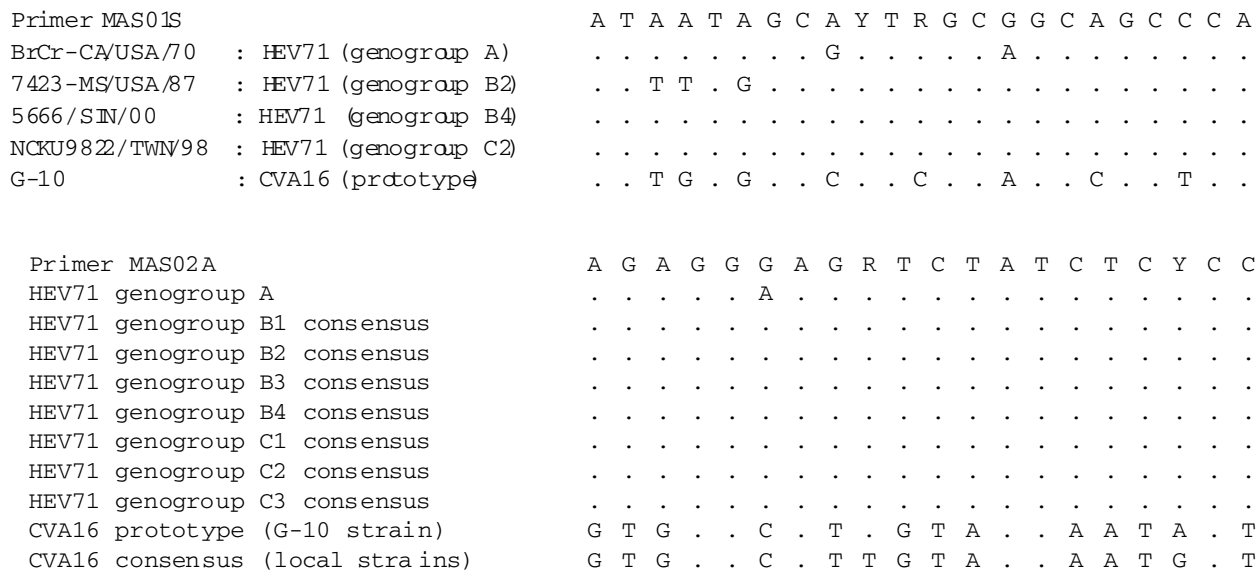 Primer MAS01S A T A A T A G C A Y T R G C G G C A G C C C A
BrCr-CA/USA/70 : HEV71 (genogroup A) . . . . . . . . G . . . . . A . . . . . . . .
7423-MS/USA/87 : HEV71 (genogroup B2) . . T T . G . . . . . . . . . . . . . . . . .
5666/SIN/00 : HEV71 (genogroup B4) . . . . . . . . . . . . . . . . . . . . . . .
NCKU9822/TWN/98 : HEV71 (genogroup C2) . . . . . . . . . . . . . . . . . . . . . . .
G-10 : CVA16 (prototype) . . T G . G . . C . . C . . A . . C . . T . .
Primer MAS02A A G A G G G A G R T C T A T C T C Y C C
HEV71 genogroup A . . . . . A . . . . . . . . . . . . . .
HEV71 genogroup B1 consensus . . . . . . . . . . . . . . . . . . . .
HEV71 genogroup B2 consensus . . . . . . . . . . . . . . . . . . . .
HEV71 genogroup B3 consensus . . . . . . . . . . . . . . . . . . . .
HEV71 genogroup B4 consensus . . . . . . . . . . . . . . . . . . . .
HEV71 genogroup C1 consensus . . . . . . . . . . . . . . . . . . . .
HEV71 genogroup C2 consensus . . . . . . . . . . . . . . . . . . . .
HEV71 genogroup C3 consensus . . . . . . . . . . . . . . . . . . . .
CVA16 prototype (G-10 strain) G T G . . C . T . G T A . . A A T A . T
CVA16 consensus (local strains) G T G . . C . T T G T A . . A A T G . T